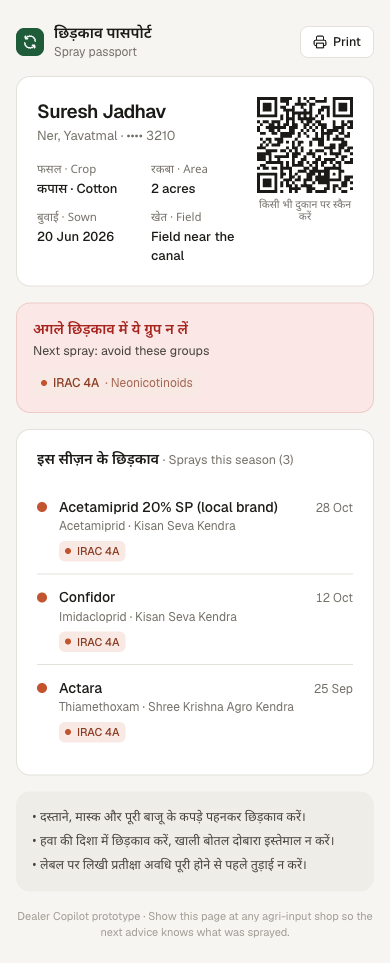 छिड़काव पासपोर्ट
Spray passport
Print
Suresh Jadhav
Ner, Yavatmal · •••• 3210
फसल · Crop
कपास · Cotton
रकबा · Area
2 acres
बुवाई · Sown
20 Jun 2026
खेत · Field
Field near the
canal
किसी भी दुकान पर स्कैन
करें
अगले छिड़काव में ये ग्रुप न लें
Next spray: avoid these groups
• IRAC 4A · Neonicotinoids
इस सीज़न के छिड़काव · Sprays this season (3)
Acetamiprid 20% SP (local brand) 28 Oct
Acetamiprid · Kisan Seva Kendra
• IRAC 4A
Confidor 12 Oct
Imidacloprid · Kisan Seva Kendra
• IRAC 4A
Actara 25 Sep
Thiamethoxam · Shree Krishna Agro Kendra
• IRAC 4A
• दस्ताने, मास्क और पूरी बाजू के कपड़े पहनकर छिड़काव करें।
• हवा की दिशा में छिड़काव करें, खाली बोतल दोबारा इस्तेमाल न करें।
• लेबल पर लिखी प्रतीक्षा अवधि पूरी होने से पहले तुड़ाई न करें।
Dealer Copilot prototype · Show this page at any agri-input shop so the
next advice knows what was sprayed.